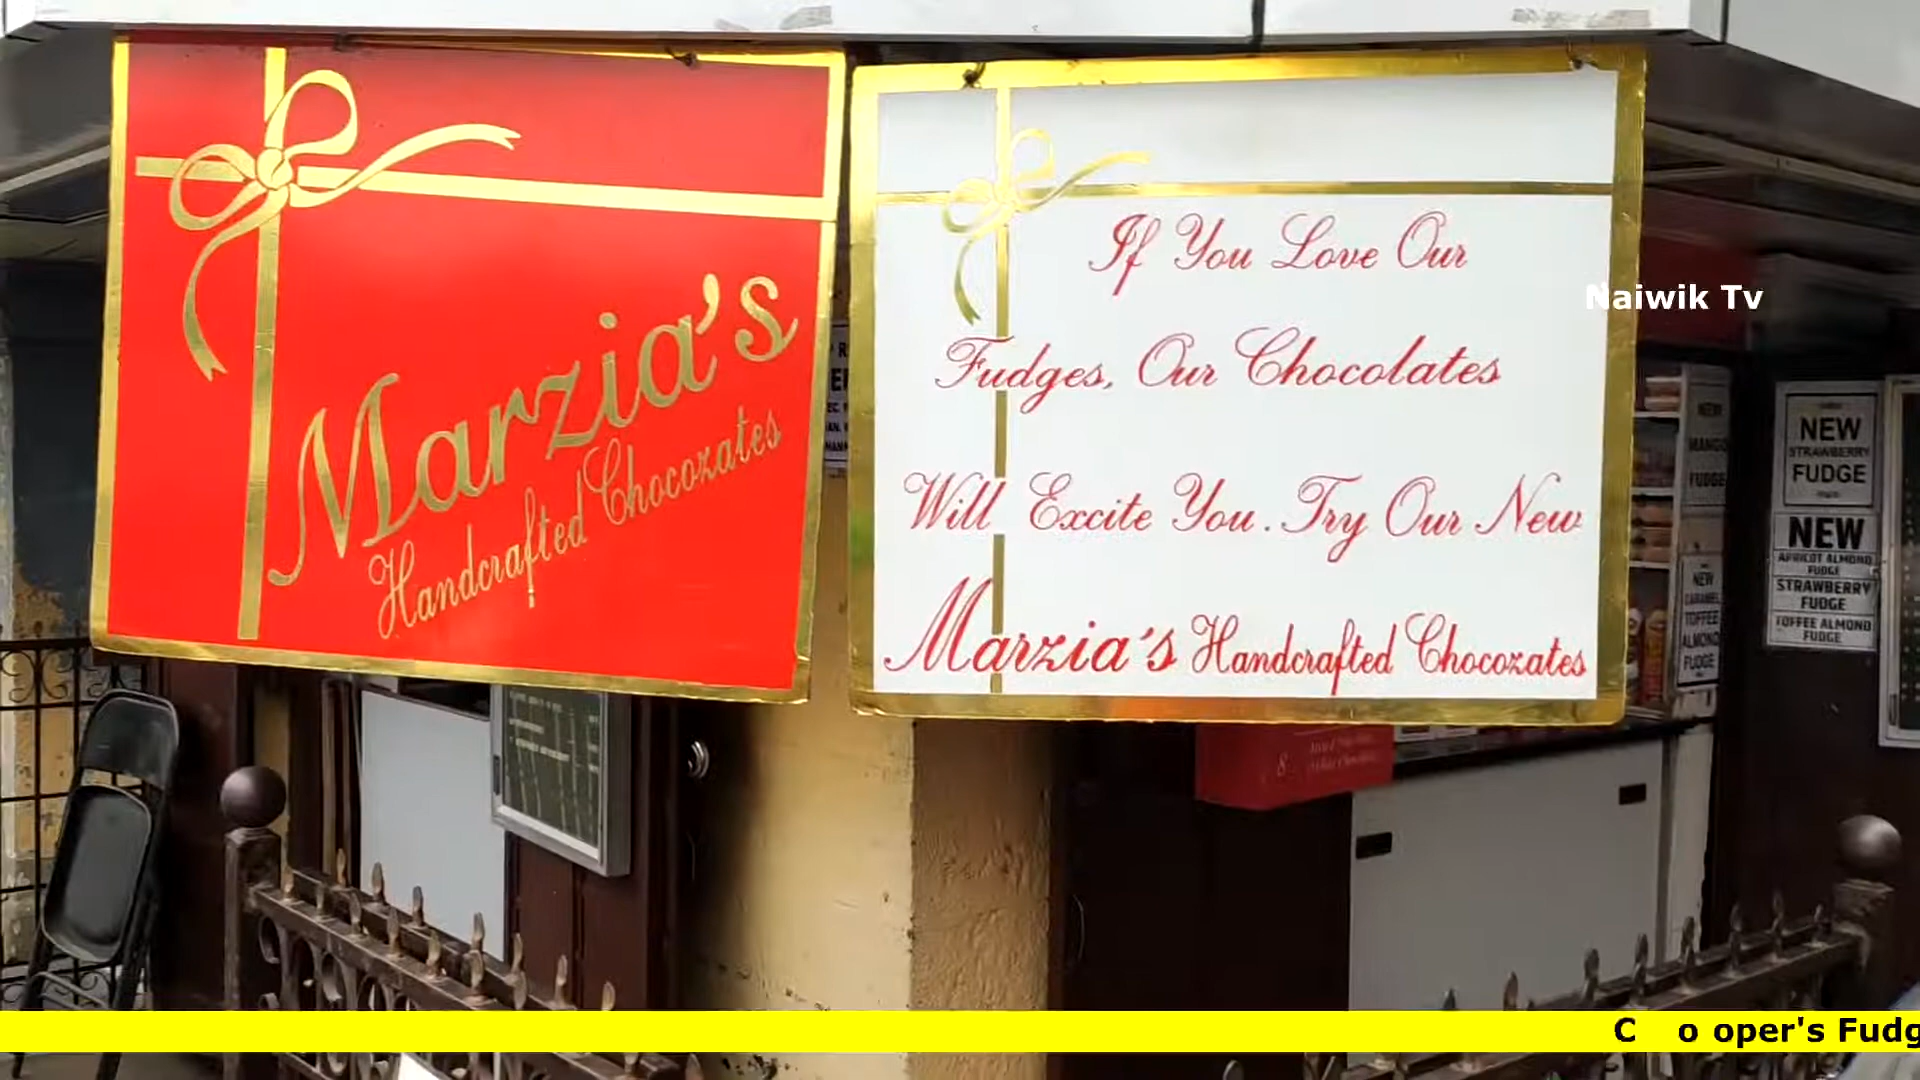 Marzia's
Handcrafted Chocozates
If You Love Our
Fudges, Our Chocolates
Will Excite You. Try Our New
Marzia's Handcrafted Chocozates
Naiwik Tv
NEW
MANGO
FUDGE
NEW
CARAMEL
TOFFEE
ALMOND
FUDGE
NEW
STRAWBERRY
FUDGE
NEW
APRICOT ALMOND
FUDGE
STRAWBERRY
FUDGE
TOFFEE ALMOND
FUDGE
8
C o oper's Fudg